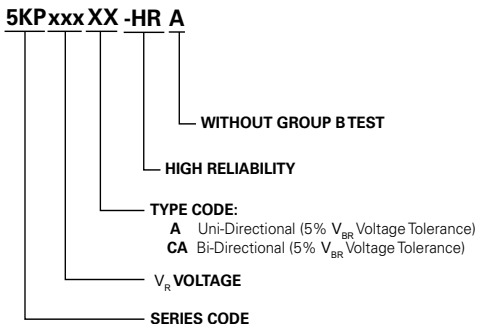 5KPxxxXX-HR A
WITHOUT GROUP B TEST
HIGH RELIABILITY
TYPE CODE:
A Uni-Directional (5% VBR Voltage Tolerance)
CA Bi-Directional (5% VBR Voltage Tolerance)
VR VOLTAGE
SERIES CODE